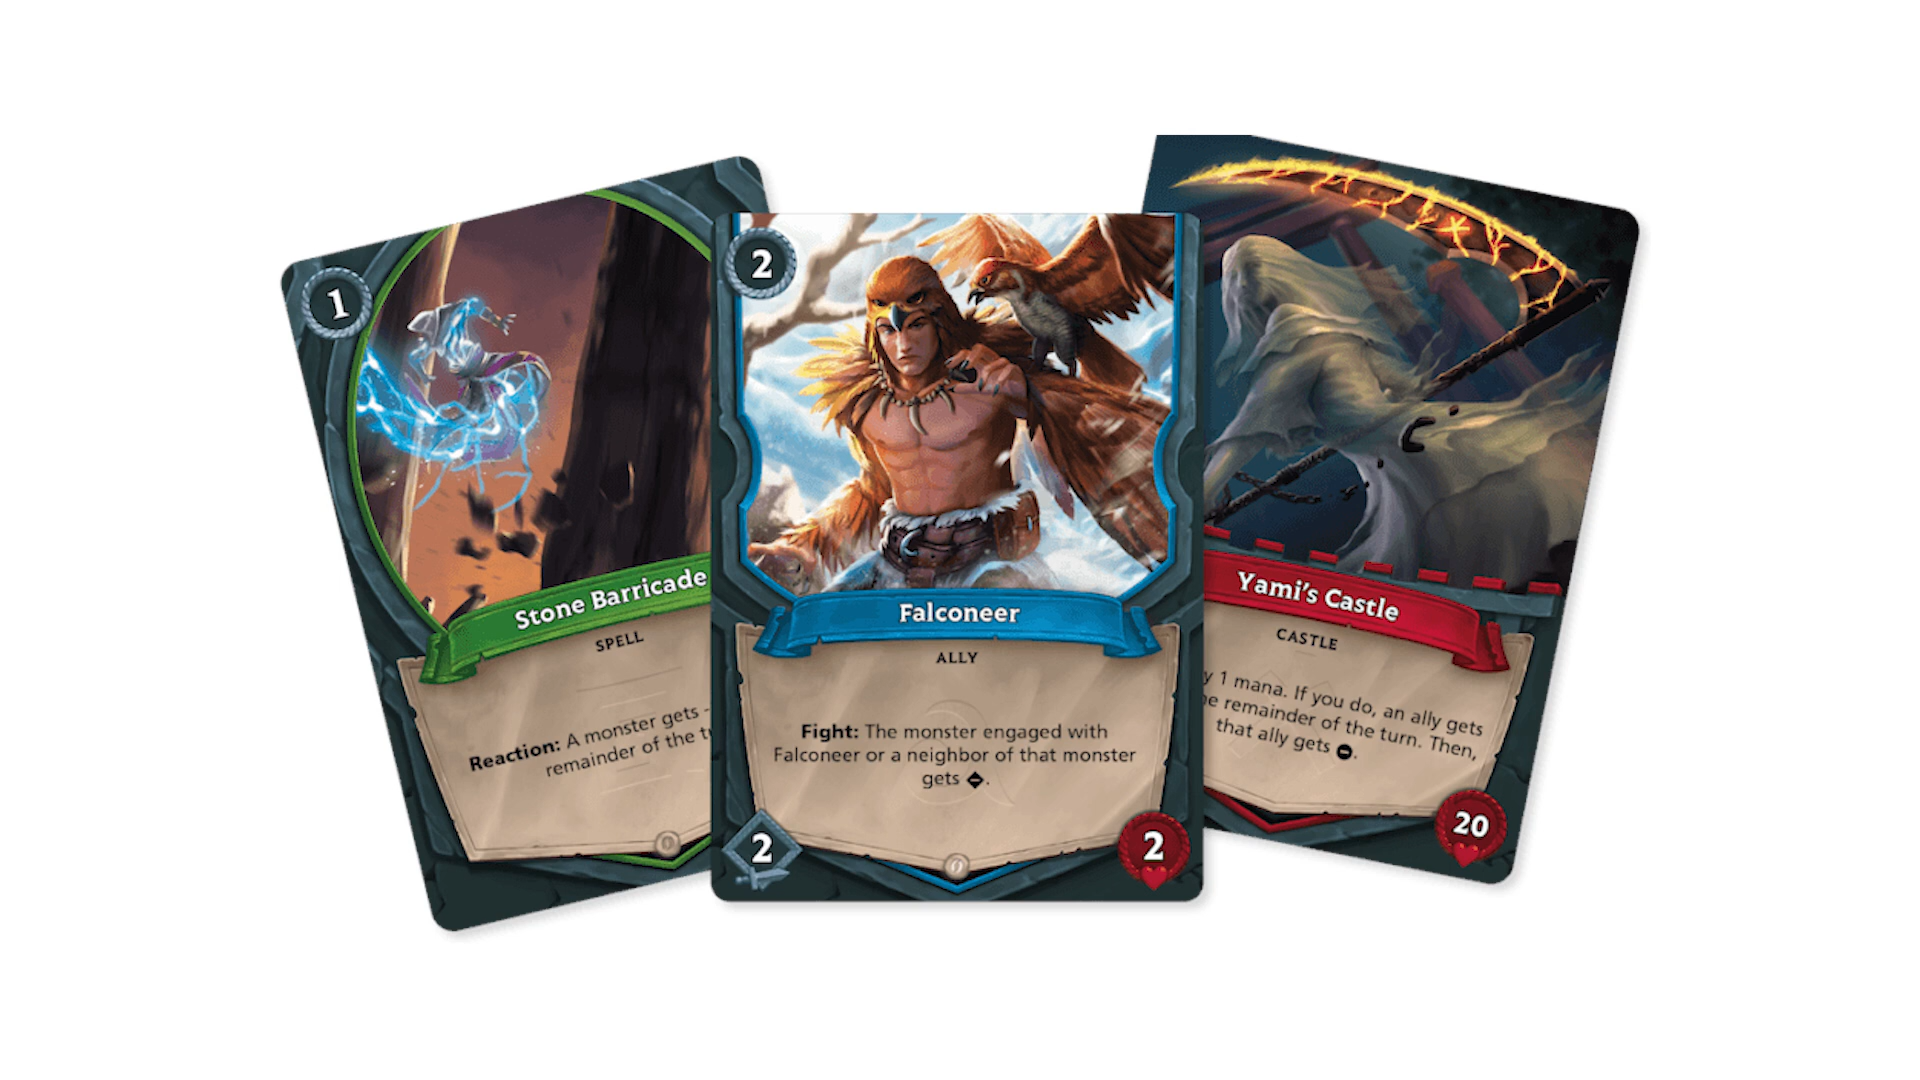 1
Stone Barricade
SPELL
Reaction: A monster gets -
remainder of the
2
Falconeer
ALLY
Fight: The monster engaged with
Falconeer or a neighbor of that monster
gets
2
2
Yami's Castle
CASTLE
1 mana. If you do, an ally gets
remainder of the turn. Then,
that ally gets
20